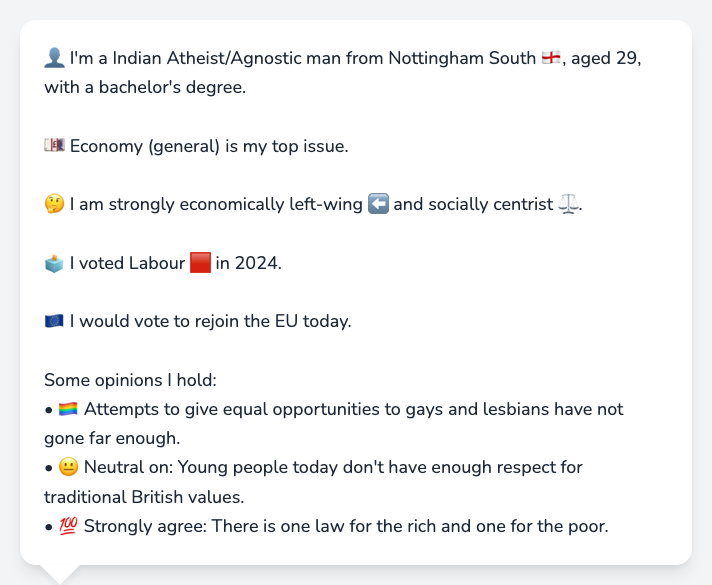 👤 I'm a Indian Atheist/Agnostic man from Nottingham South 🏴󠁧󠁢󠁥󠁮󠁧󠁿, aged 29,
with a bachelor's degree.
💷 Economy (general) is my top issue.
🤔 I am strongly economically left-wing ⬅️ and socially centrist ⚖️.
🗳️ I voted Labour 🟥 in 2024.
🇪🇺 I would vote to rejoin the EU today.
Some opinions I hold:
• 🏳️‍🌈 Attempts to give equal opportunities to gays and lesbians have not
gone far enough.
• 😐 Neutral on: Young people today don't have enough respect for
traditional British values.
• 💯 Strongly agree: There is one law for the rich and one for the poor.